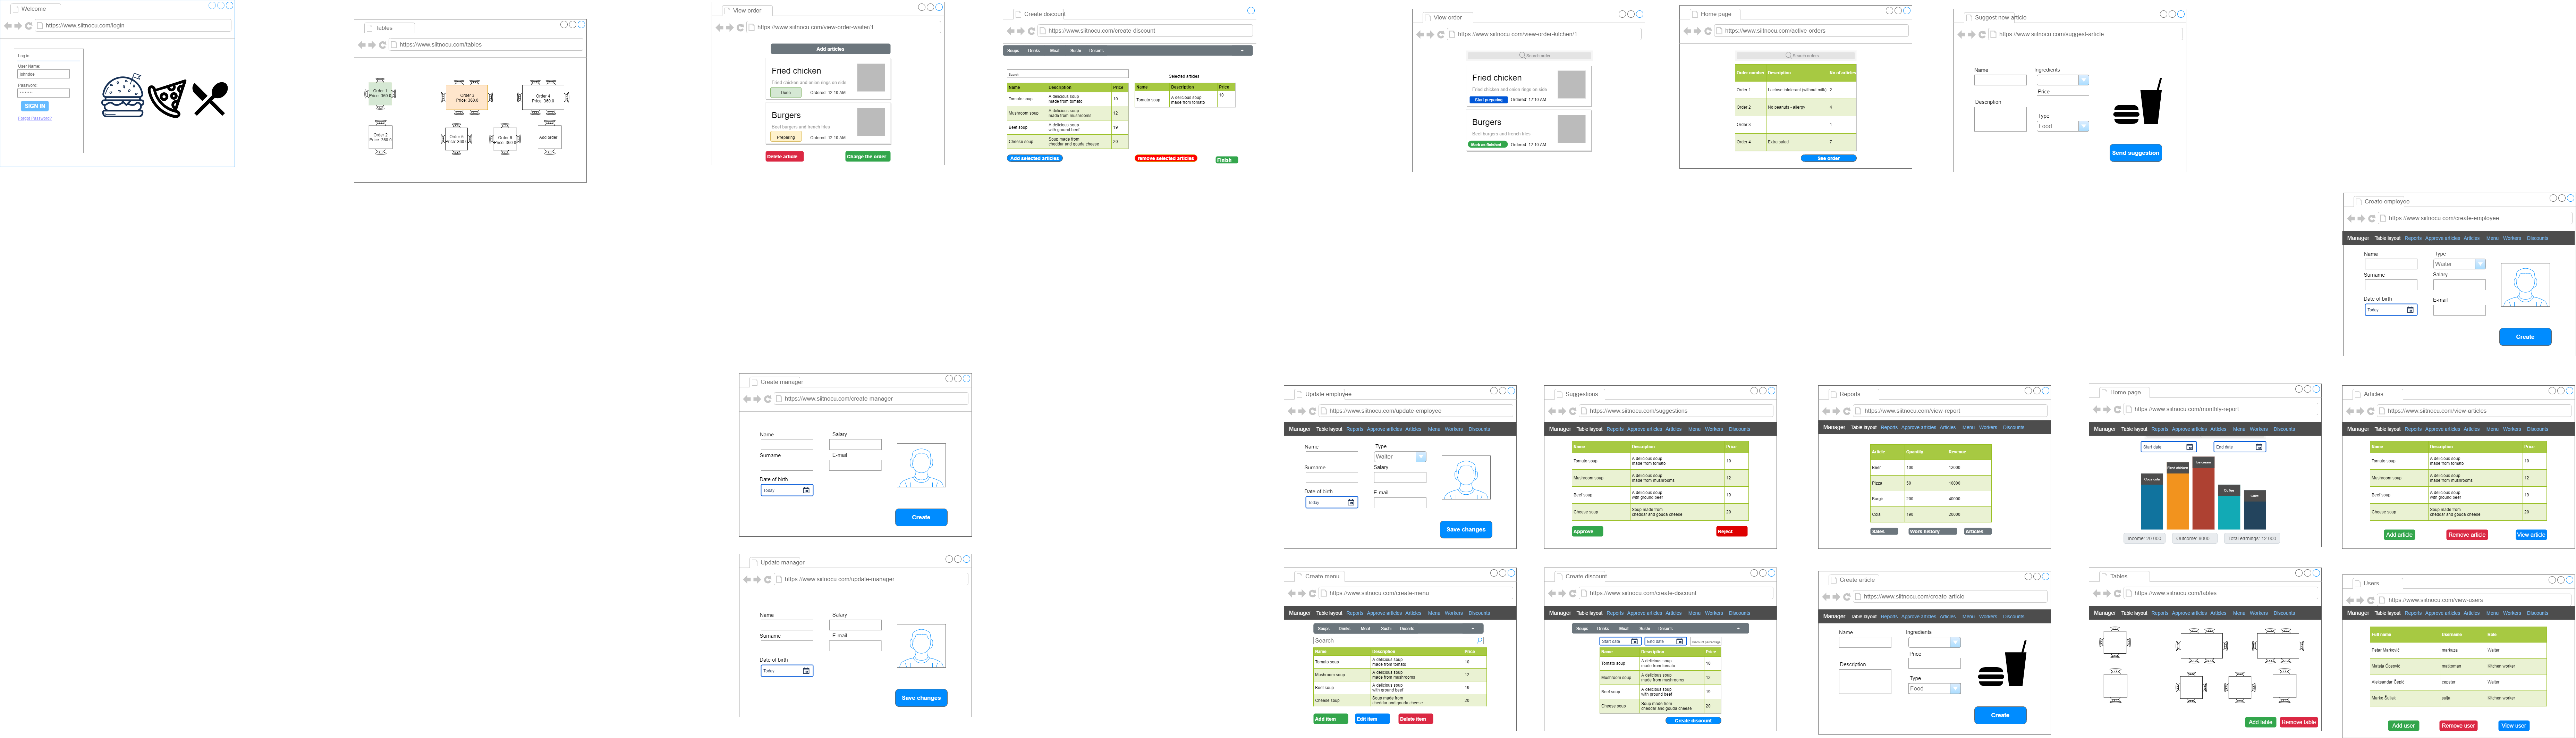 Welcome
https://www.siitnocu.com/login
Log in
User Name
johndoe
Password
********
SIGN IN
Forgot Password?
Tables
https://www.siitnocu.com/tables
Order 1
Price: 360.0
Order 3
Price: 360.0
Order 4
Price: 360.0
Order 2
Price: 360.0
Order 5
Price: 360.0
Order 6
Price: 360.0
Add order
View order
https://www.siitnocu.com/view-order-waiter/1
Add articles
Fried chicken
Fried chicken and onion rings on side
Done
Ordered: 12:10 AM
Burgers
Beef burgers and french fries
Preparing
Ordered: 12:10 AM
Delete article
Charge the order
Create discount
https://www.siitnocu.com/create-discount
Soups Drinks Meat Sushi Deserts
Search
Selected articles
Name Description Price
Tomato soup A delicious soup made from tomato 10
Mushroom soup A delicious soup made from mushrooms 12
Beef soup A delicious soup with ground beef 19
Cheese soup Soup made from cheddar and gouda cheese 20
Name Description Price
Tomato soup A delicious soup made from tomato 10
Add selected articles
remove selected articles
Finish
View order
https://www.siitnocu.com/view-order-kitchen/1
Search order
Fried chicken
Fried chicken and onion rings on side
Start preparing
Ordered: 12:10 AM
Burgers
Beef burgers and french fries
Mark as finished
Ordered: 12:10 AM
Home page
https://www.siitnocu.com/active-orders
Search orders
Order number Description No of articles
Order 1 Lactose intolerant (without milk) 2
Order 2 No peanuts - allergy 4
Order 3 1
Order 4 Extra salad 7
See order
Suggest new article
https://www.siitnocu.com/suggest-article
Name
Ingredients
Price
Description
Type
Food
Send suggestion
Create employee
https://www.siitnocu.com/create-employee
Manager Table layout Reports Approve articles Articles Menu Workers Discounts
Name
Type
Waiter
Surname
Salary
Date of birth
Today
E-mail
Create
Create manager
https://www.siitnocu.com/create-manager
Name
Salary
Surname
E-mail
Date of birth
Today
Create
Update employee
https://www.siitnocu.com/update-employee
Manager Table layout Reports Approve articles Articles Menu Workers Discounts
Name
Type
Waiter
Surname
Salary
Date of birth
Today
E-mail
Save changes
Suggestions
https://www.siitnocu.com/suggestions
Manager Table layout Reports Approve articles Articles Menu Workers Discounts
Name Description Price
Tomato soup A delicious soup made from tomato 10
Mushroom soup A delicious soup made from mushrooms 12
Beef soup A delicious soup with ground beef 19
Cheese soup Soup made from cheddar and gouda cheese 20
Approve
Reject
Reports
https://www.siitnocu.com/view-report
Manager Table layout Reports Approve articles Articles Menu Workers Discounts
Article Quantity Revenue
Beer 100 12000
Pizza 50 10000
Burgir 200 40000
Cola 180 20000
Sales
Work history
Articles
Home page
https://www.siitnocu.com/monthly-report
Manager Table layout Reports Approve articles Articles Menu Workers Discounts
Start date
End date
Coca cola
Fried chicken
Ice cream
Coffee
Cake
Income: 20 000
Outcome: 8000
Total earnings: 12 000
Articles
https://www.siitnocu.com/view-articles
Manager Table layout Reports Approve articles Articles Menu Workers Discounts
Name Description Price
Tomato soup A delicious soup made from tomato 10
Mushroom soup A delicious soup made from mushrooms 12
Beef soup A delicious soup with ground beef 19
Cheese soup Soup made from cheddar and gouda cheese 20
Add article
Remove article
View article
Update manager
https://www.siitnocu.com/update-manager
Name
Salary
Surname
E-mail
Date of birth
Today
Save changes
Create menu
https://www.siitnocu.com/create-menu
Manager Table layout Reports Approve articles Articles Menu Workers Discounts
Soups Drinks Meat Sushi Deserts
Search
Name Description Price
Tomato soup A delicious soup made from tomato 10
Mushroom soup A delicious soup made from mushrooms 12
Beef soup A delicious soup with ground beef 19
Cheese soup Soup made from cheddar and gouda cheese 20
Add item
Edit item
Delete item
Create discount
https://www.siitnocu.com/create-discount
Manager Table layout Reports Approve articles Articles Menu Workers Discounts
Soups Drinks Meat Sushi Deserts
Start date
End date
Discount percentage
Name Description Price
Tomato soup A delicious soup made from tomato 10
Mushroom soup A delicious soup made from mushrooms 12
Beef soup A delicious soup with ground beef 19
Cheese soup Soup made from cheddar and gouda cheese 20
Create discount
Create article
https://www.siitnocu.com/create-article
Manager Table layout Reports Approve articles Articles Menu Workers Discounts
Name
Ingredients
Price
Description
Type
Food
Create
Tables
https://www.siitnocu.com/tables
Manager Table layout Reports Approve articles Articles Menu Workers Discounts
Add table
Remove table
Users
https://www.siitnocu.com/view-users
Manager Table layout Reports Approve articles Articles Menu Workers Discounts
Full name Username Role
Petar Marković markuza Waiter
Mateja Ćosović matkoman Kitchen worker
Aleksandar Čepić cepster Waiter
Marko Šuljak sulja Kitchen worker
Add user
Remove user
View user